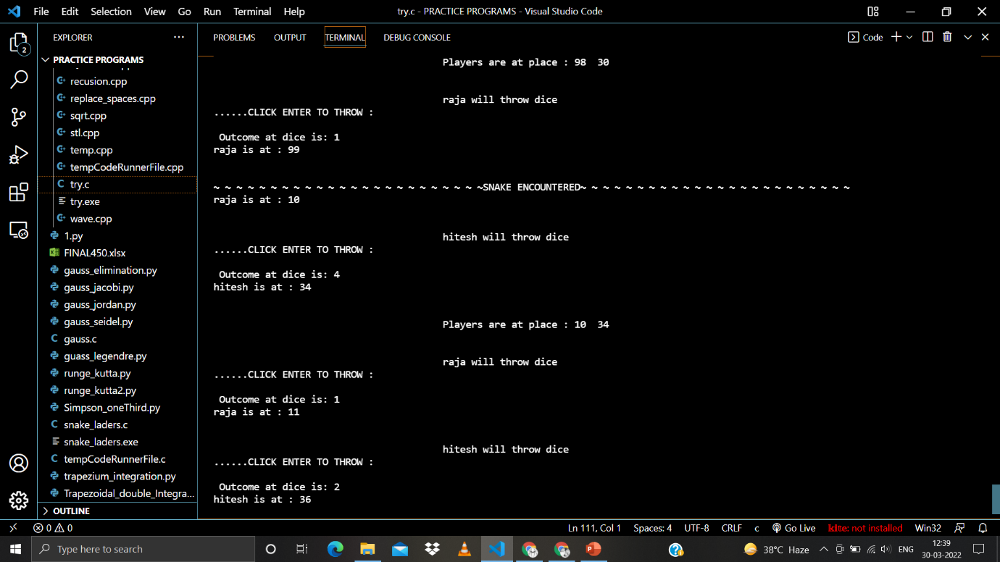 File Edit Selection View Go Run Terminal Help try.c - PRACTICE PROGRAMS - Visual Studio Code
EXPLORER ...
2
PRACTICE PROGRAMS
recusion.cpp
replace_spaces.cpp
sqrt.cpp
stl.cpp
temp.cpp
tempCodeRunnerFile.cpp
C try.c
try.exe
wave.cpp
1.py
FINAL450.xlsx
gauss_elimination.py
gauss_jacobi.py
gauss_jordan.py
gauss_seidel.py
C gauss.c
guass_legendre.py
runge_kutta.py
runge_kutta2.py
Simpson_oneThird.py
C snake_laders.c
snake_laders.exe
C tempCodeRunnerFile.c
trapezium_integration.py
Trapezoidal_double_Integra...
OUTLINE
PROBLEMS OUTPUT TERMINAL DEBUG CONSOLE Code
Players are at place : 98 30
raja will throw dice
......CLICK ENTER TO THROW :
Outcome at dice is: 1
raja is at : 99
~ ~ ~ ~ ~ ~ ~ ~ ~ ~ ~ ~ ~ ~ ~ ~ ~ ~ ~ ~ ~ ~ ~ ~SNAKE ENCOUNTERED~ ~ ~ ~ ~ ~ ~ ~ ~ ~ ~ ~ ~ ~ ~ ~ ~ ~ ~ ~ ~ ~ ~ ~
raja is at : 10
hitesh will throw dice
......CLICK ENTER TO THROW :
Outcome at dice is: 4
hitesh is at : 34
Players are at place : 10 34
raja will throw dice
......CLICK ENTER TO THROW :
Outcome at dice is: 1
raja is at : 11
hitesh will throw dice
......CLICK ENTER TO THROW :
Outcome at dice is: 2
hitesh is at : 36
0 0 Ln 111, Col 1 Spaces: 4 UTF-8 CRLF c Go Live kite: not installed Win32
Type here to search 38°C Haze ENG
12:39
30-03-2022